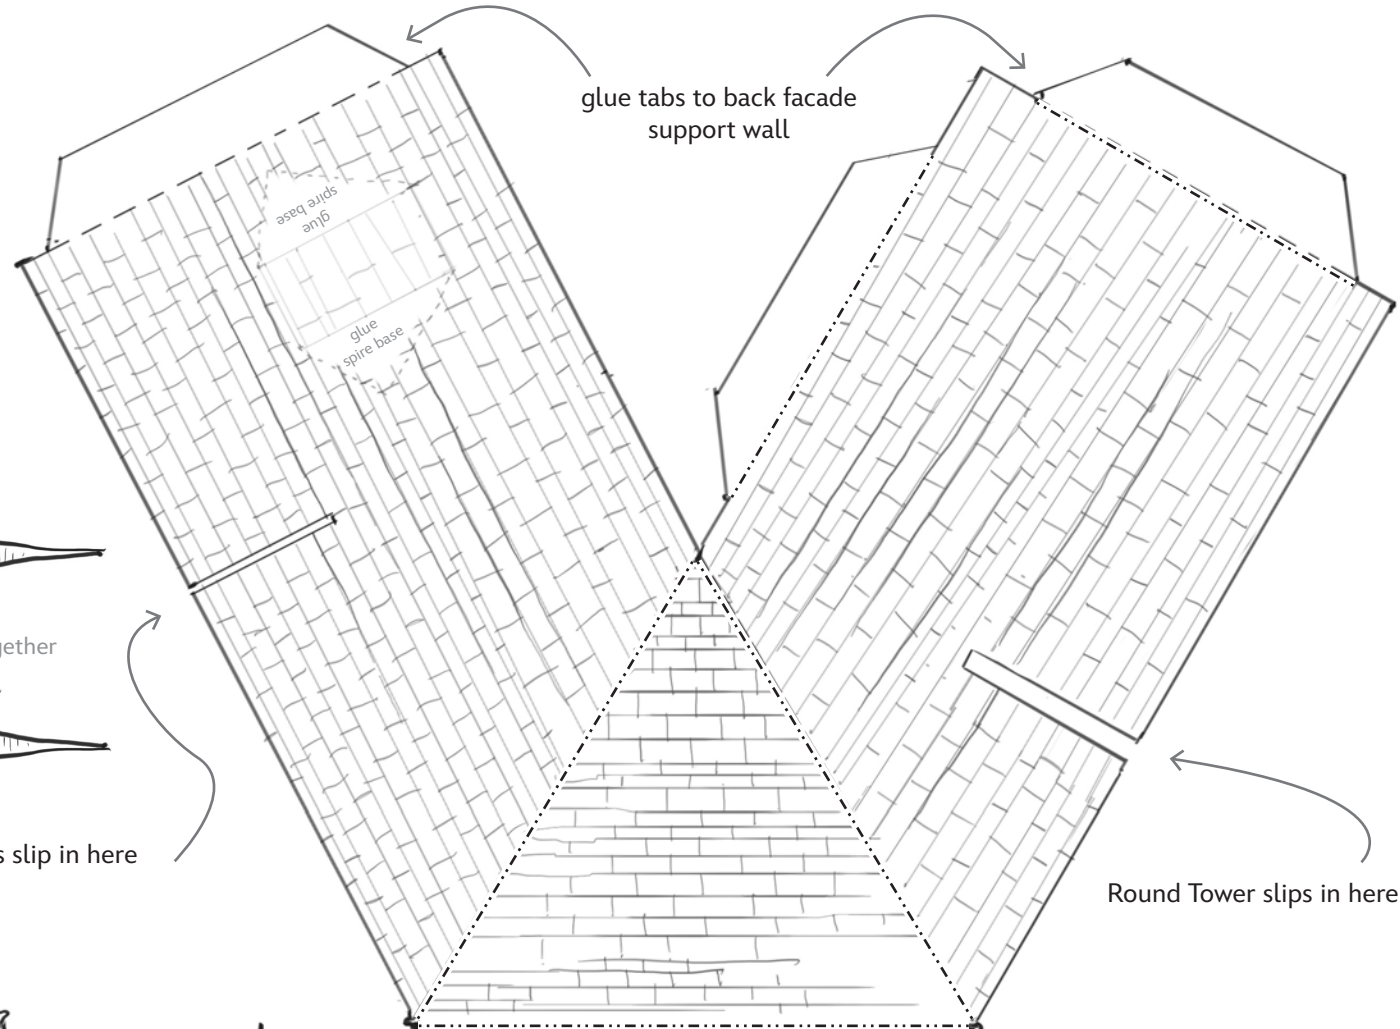 glue tabs to back facade
support wall
spire base
glue
glue
spire base
gether
s slip in here
Round Tower slips in here